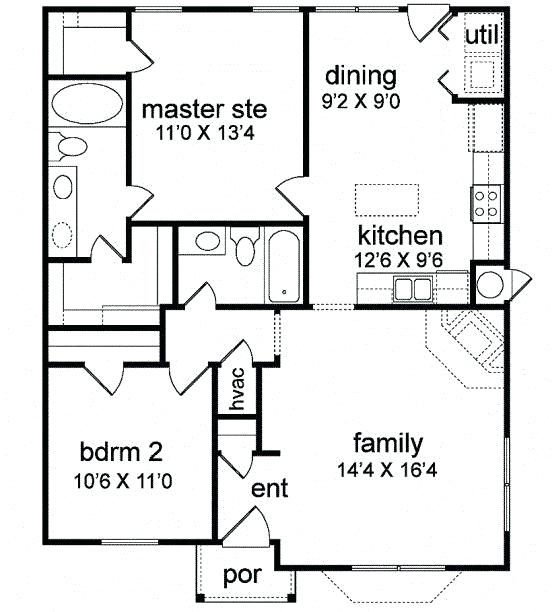 util
dining
9'2 X 9'0
master ste
11'0 X 13'4
kitchen
12'6 X 9'6
hvac
bdrm 2
10'6 X 11'0
family
14'4 X 16'4
ent
por